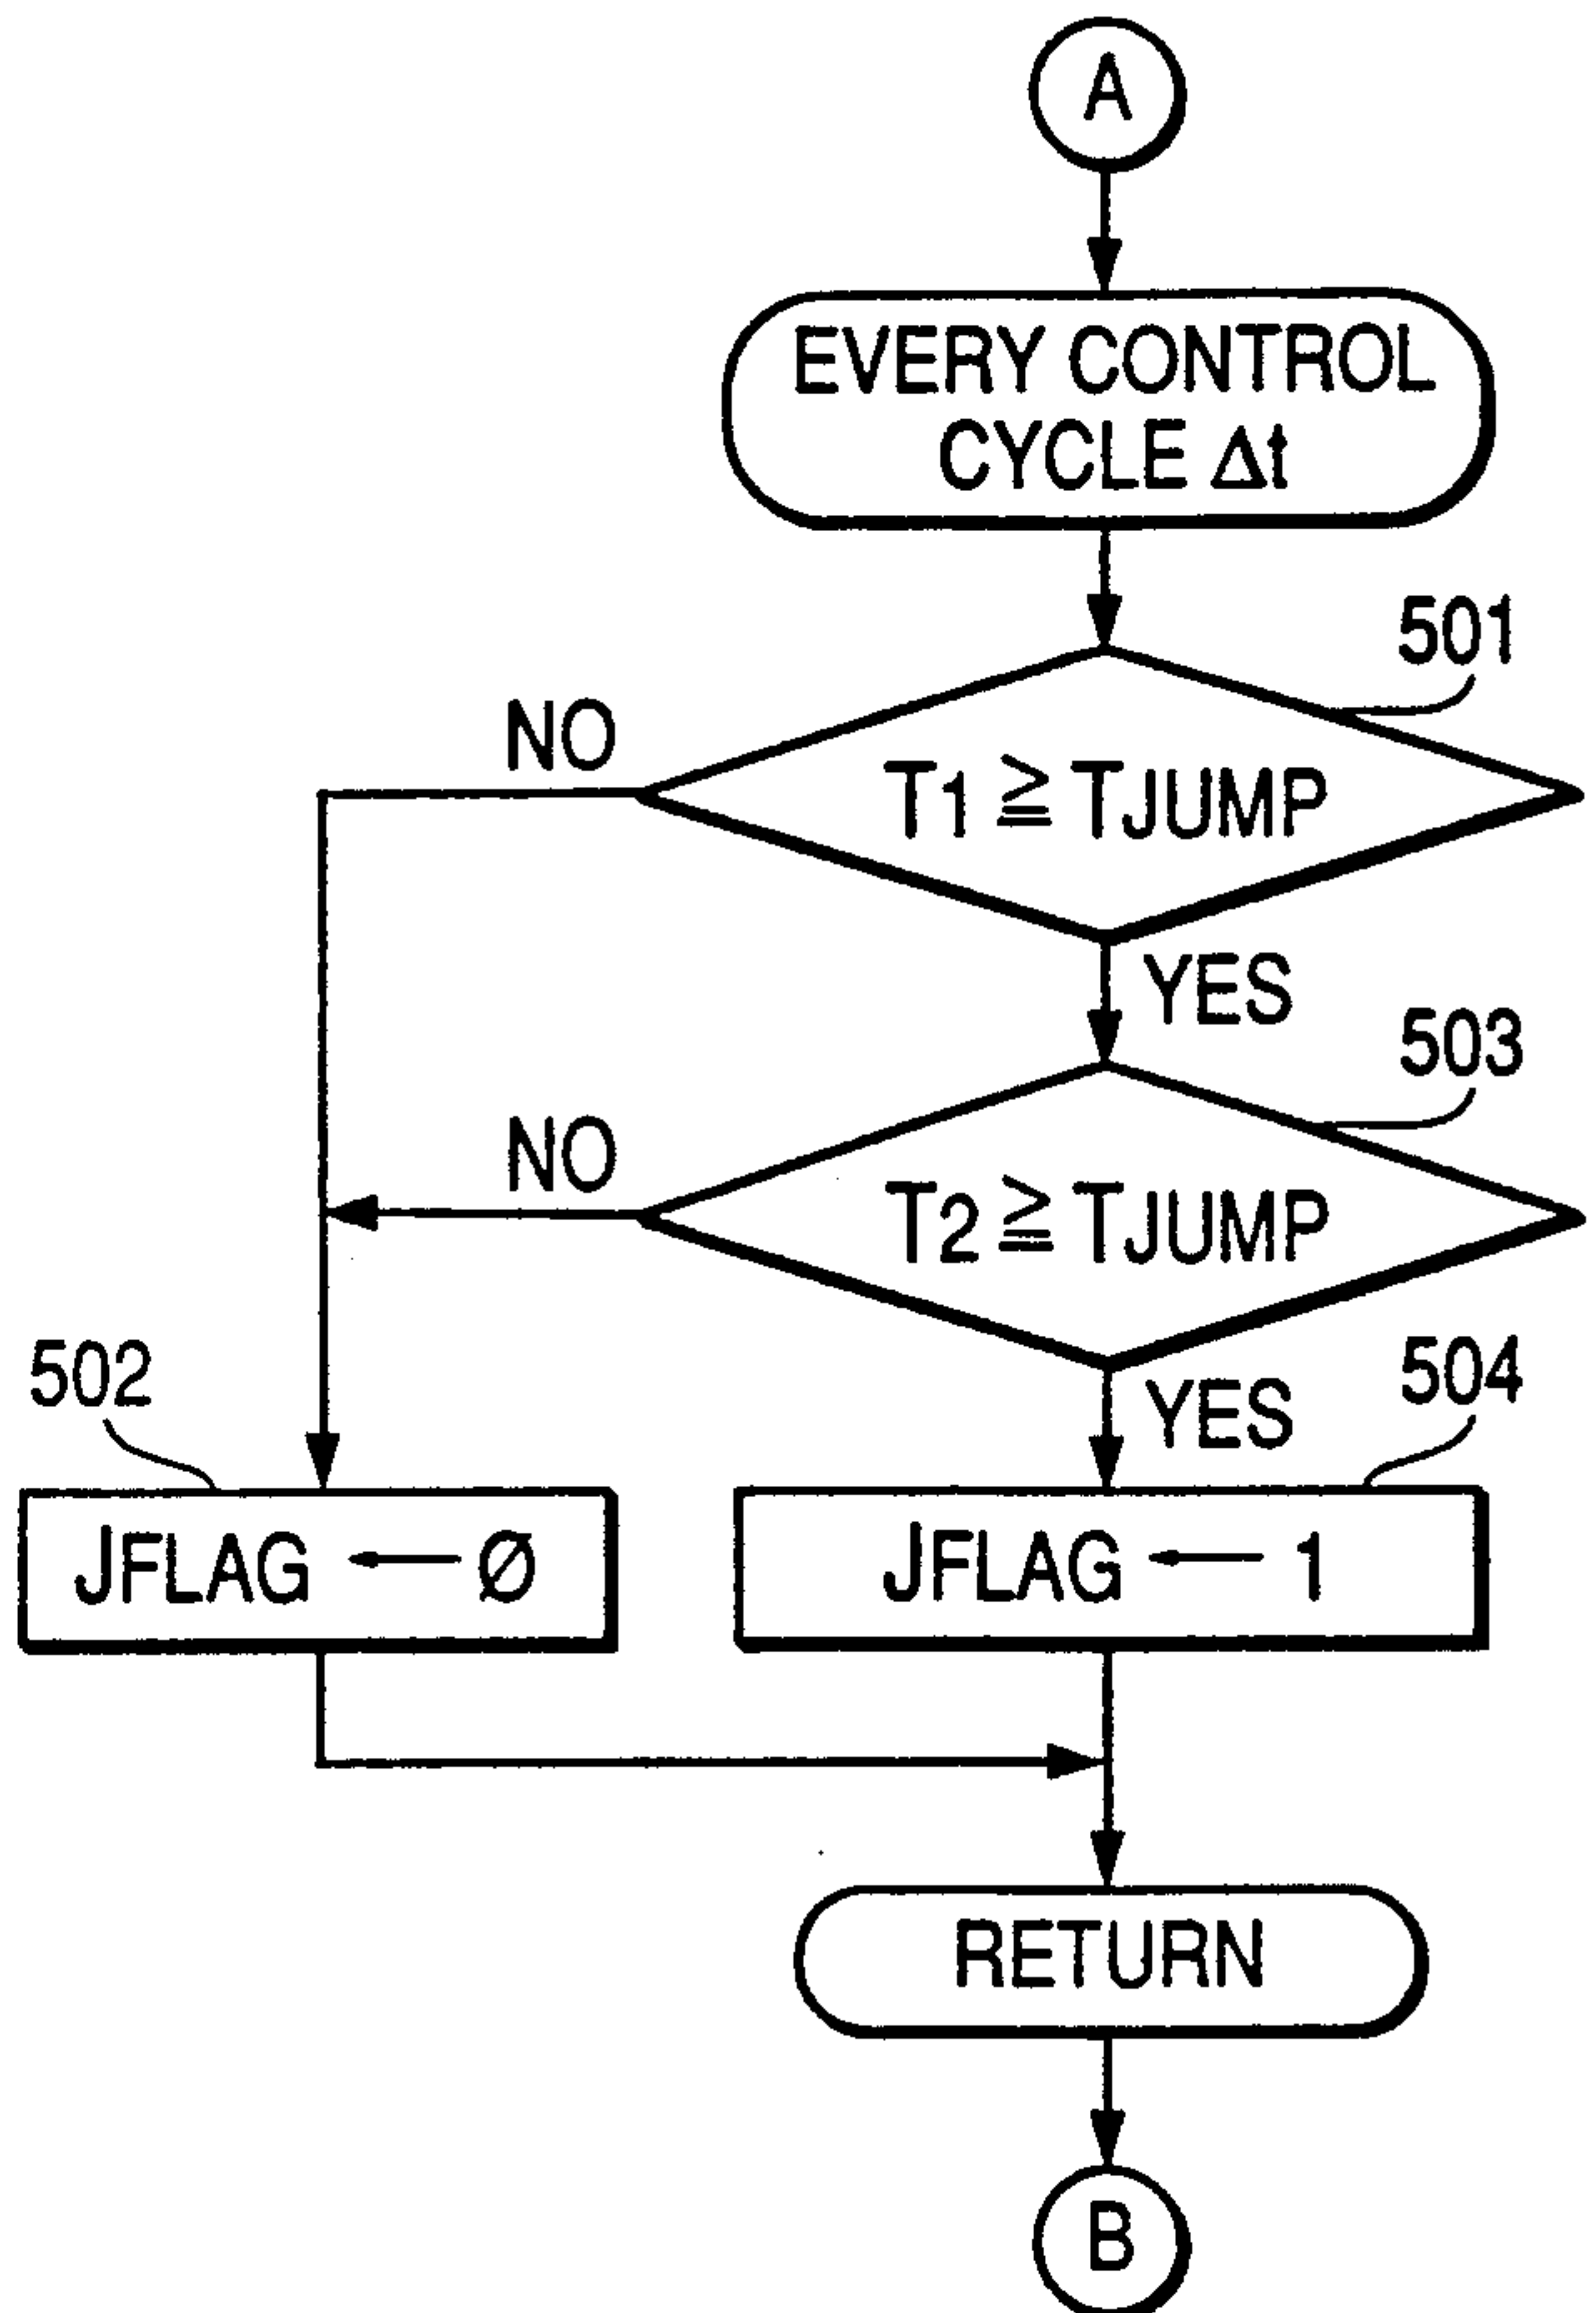 A
EVERY CONTROL
CYCLE Δt
501
NO
T1 ≧ TJUMP
YES
503
NO
T2 ≧ TJUMP
YES
502
504
JFLAG ← Ø
JFLAG ← 1
RETURN
B